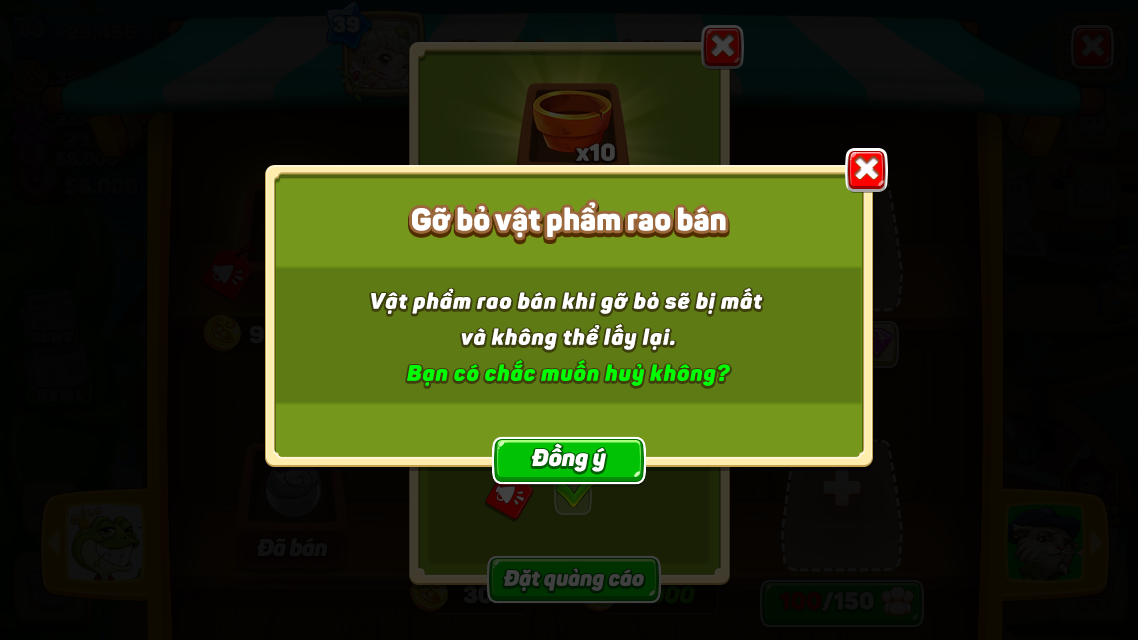 39
x10
Gỡ bỏ vật phẩm rao bán
Vật phẩm rao bán khi gỡ bỏ sẽ bị mất
và không thể lấy lại.
Bạn có chắc muốn huỷ không?
Đồng ý
Đã bán
Đặt quảng cáo
/150